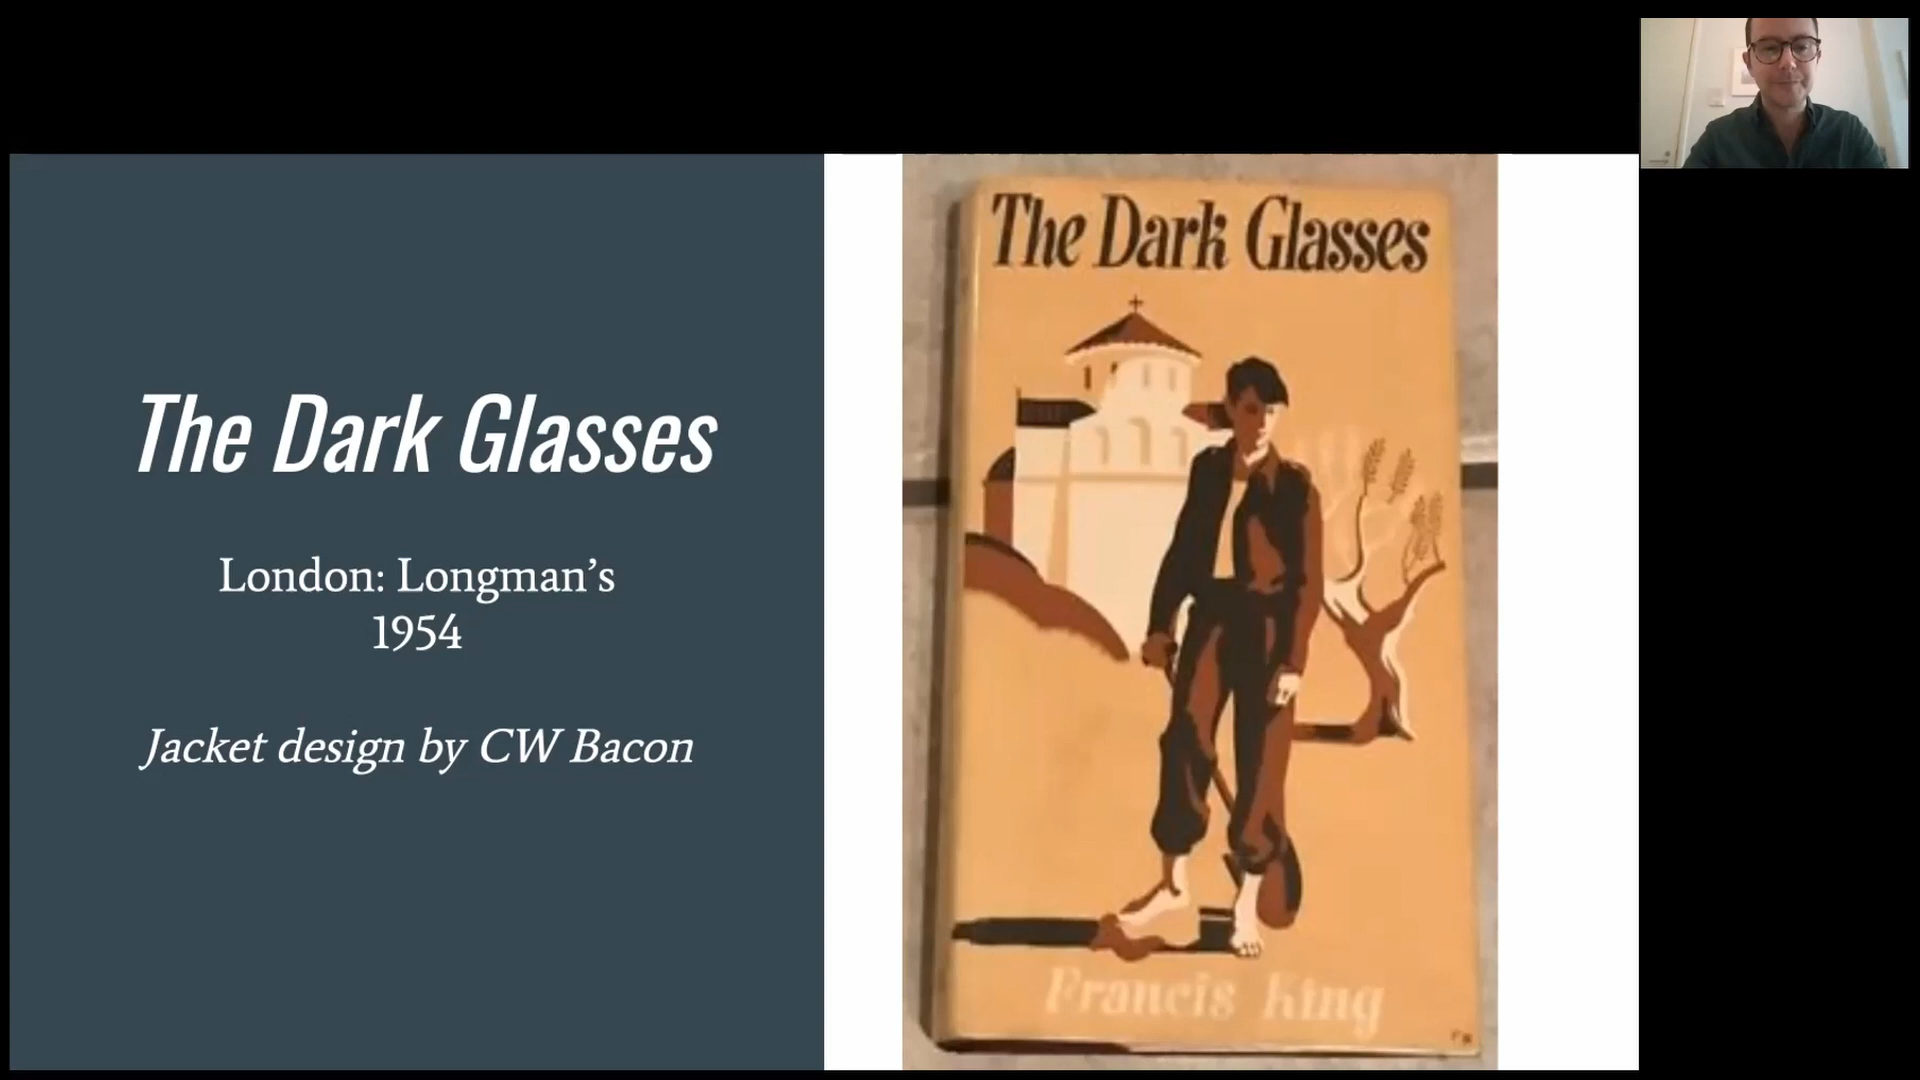 The Dark Glasses
London: Longman's
1954
Jacket design by CW Bacon
The Dark Glasses
Francis King